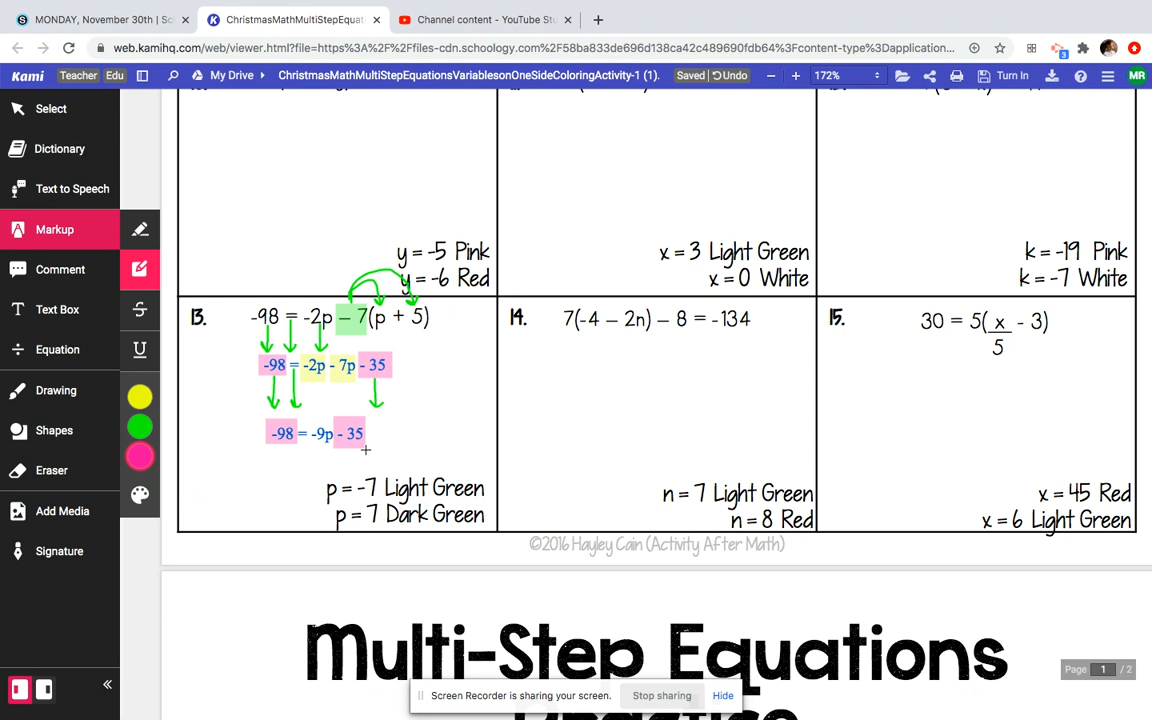 MONDAY, November 30th | Sc
ChristmasMathMultiStepEquat
Channel content - YouTube Stu
web.kamihq.com/web/viewer.html?file=https%3A%2F%2Ffiles-cdn.schoology.com%2F58ba833de696d138ca42c489690fdb64%3Fcontent-type%3Dapplication...
3
Kami Teacher Edu My Drive ChristmasMathMultiStepEquationsVariablesonOneSideColoringActivity-1 (1). Saved Undo 172% Turn In MR
Select
Dictionary
Text to Speech
Markup
Comment
Text Box
Equation
Drawing
Shapes
Eraser
Add Media
Signature
y = -5 Pink
y = -6 Red
x = 3 Light Green
x = 0 White
k = -19 Pink
k = -7 White
13. -98 = -2p – 7(p + 5)
-98 = -2p - 7p - 35
-98 = -9p - 35
p = -7 Light Green
p = 7 Dark Green
14. 7(-4 – 2n) – 8 = -134
n = 7 Light Green
n = 8 Red
15. 30 = 5(x - 3)
5
x = 45 Red
x = 6 Light Green
©2016 Hayley Cain (Activity After Math)
Multi-Step Equations
Page 1 / 2
Screen Recorder is sharing your screen. Stop sharing Hide